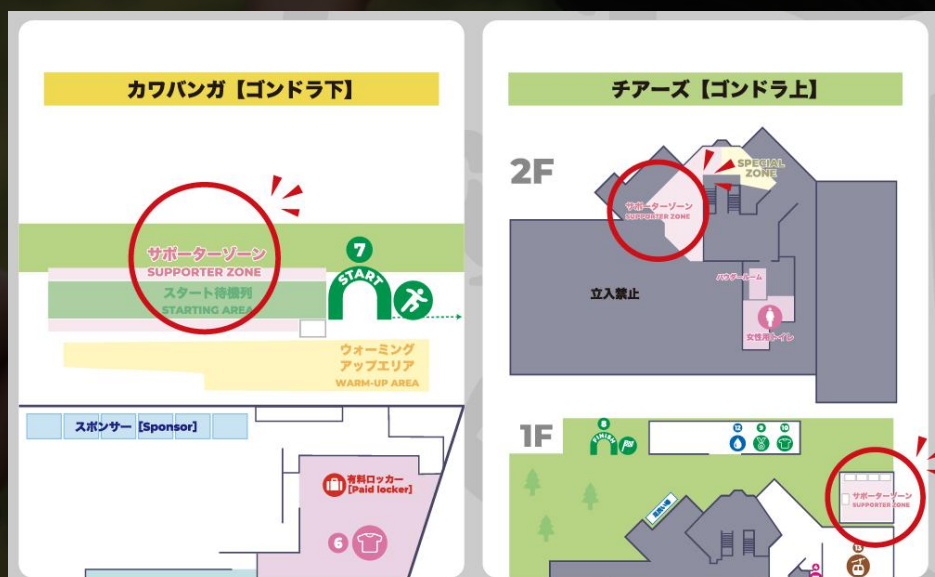 カワバンガ【ゴンドラ下】
サポーターゾーン
SUPPORTER ZONE
スタート待機列
STARTING AREA
7
START
ウォーミング
アップエリア
WARM-UP AREA
スポンサー [Sponsor]
有料ロッカー
[Paid locker]
6
チアーズ【ゴンドラ上】
2F
SPECIAL
ZONE
サポーターゾーン
SUPPORTER ZONE
パウダールーム
立入禁止
女性用トイレ
1F
8
FINISH
12
9
10
サポーターゾーン
SUPPORTER ZONE
13